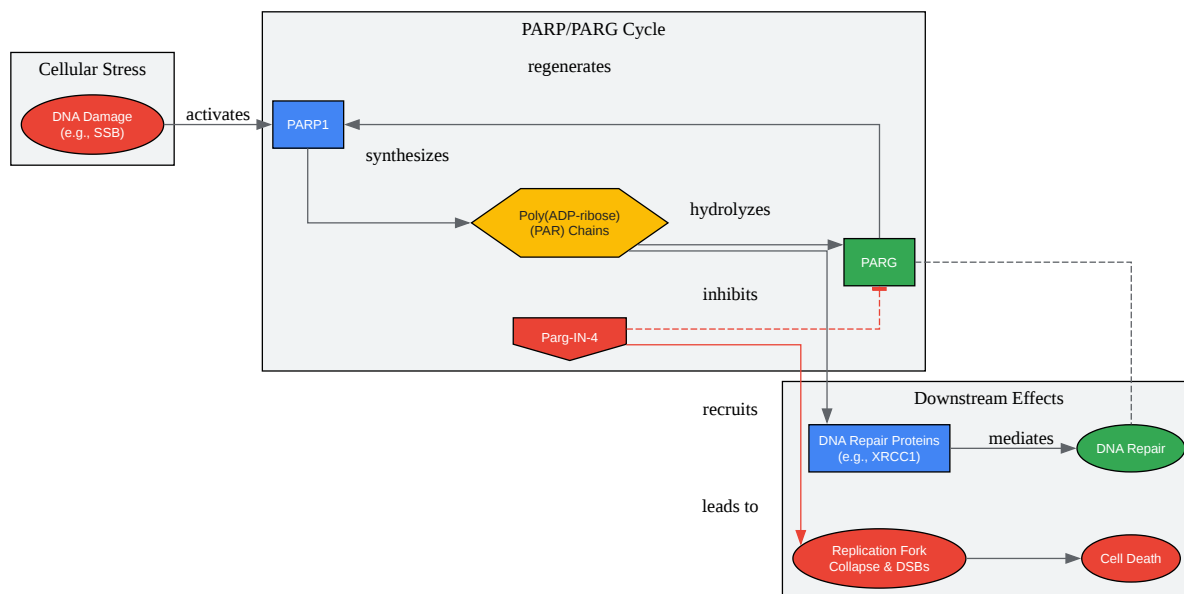 PARP/PARG Cycle
regenerates
Cellular Stress
DNA Damage
(e.g., SSB)
activates
PARP1
synthesizes
Poly(ADP-ribose)
(PAR) Chains
hydrolyzes
PARG
inhibits
Parg-IN-4
Downstream Effects
recruits
DNA Repair Proteins
(e.g., XRCC1)
mediates
DNA Repair
leads to
Replication Fork
Collapse & DSBs
Cell Death